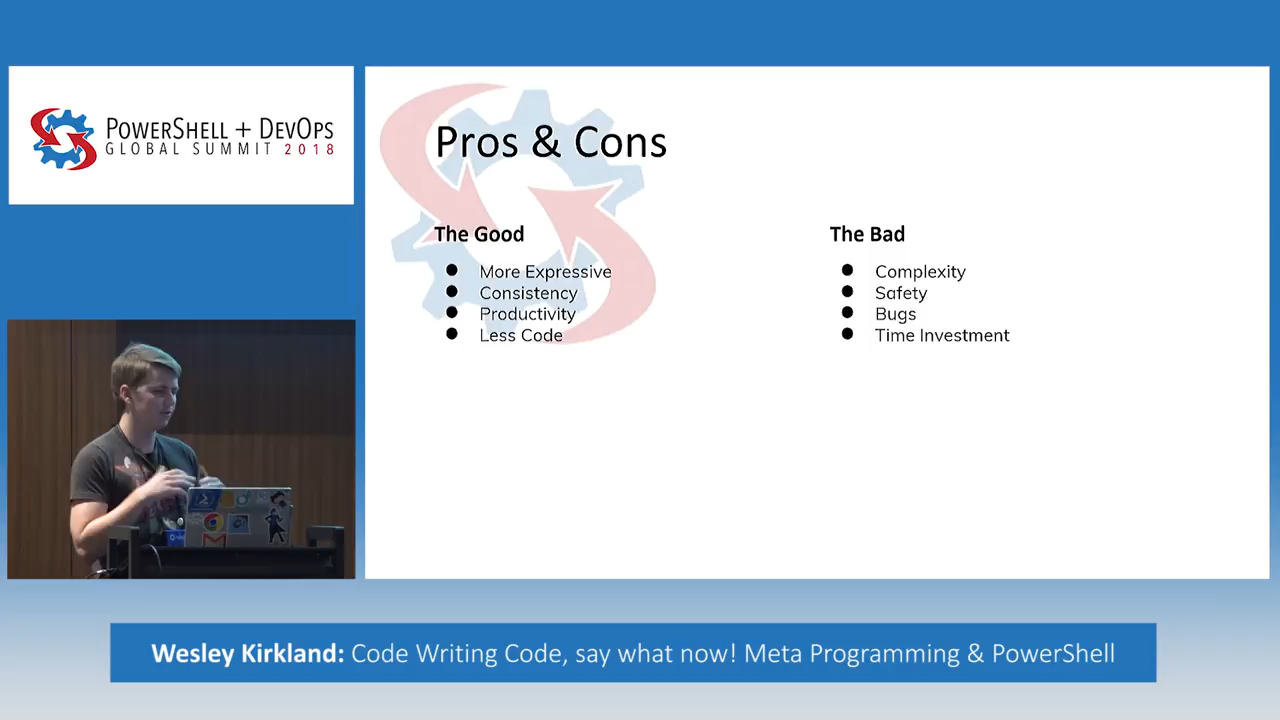 PowerShell + DevOps
GLOBAL SUMMIT 2018
Pros & Cons
The Good
More Expressive
Consistency
Productivity
Less Code
The Bad
Complexity
Safety
Bugs
Time Investment
Wesley Kirkland: Code Writing Code, say what now! Meta Programming & PowerShell